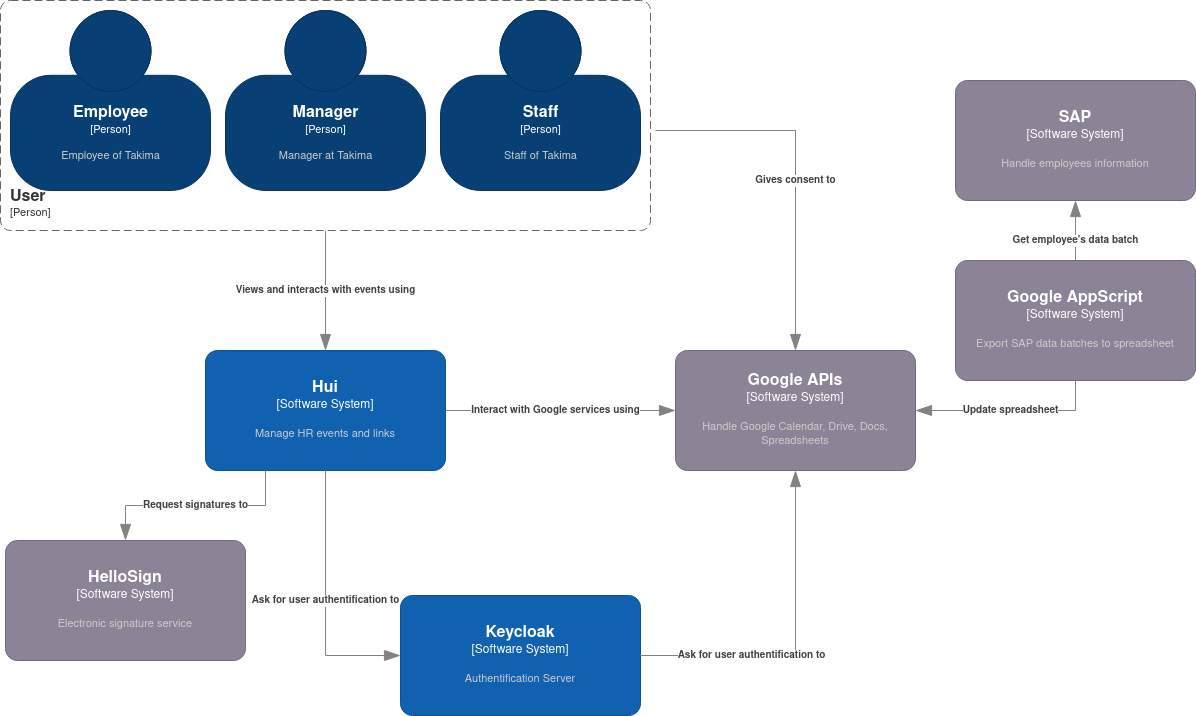 Employee
[Person]
Employee of Takima
Manager
[Person]
Manager at Takima
Staff
[Person]
Staff of Takima
User
[Person]
Gives consent to
SAP
[Software System]
Handle employees information
Get employee's data batch
Google AppScript
[Software System]
Export SAP data batches to spreadsheet
Views and interacts with events using
Hui
[Software System]
Manage HR events and links
Interact with Google services using
Google APIs
[Software System]
Handle Google Calendar, Drive, Docs,
Spreadsheets
Update spreadsheet
Request signatures to
HelloSign
[Software System]
Electronic signature service
Ask for user authentification to
Keycloak
[Software System]
Authentification Server
Ask for user authentification to